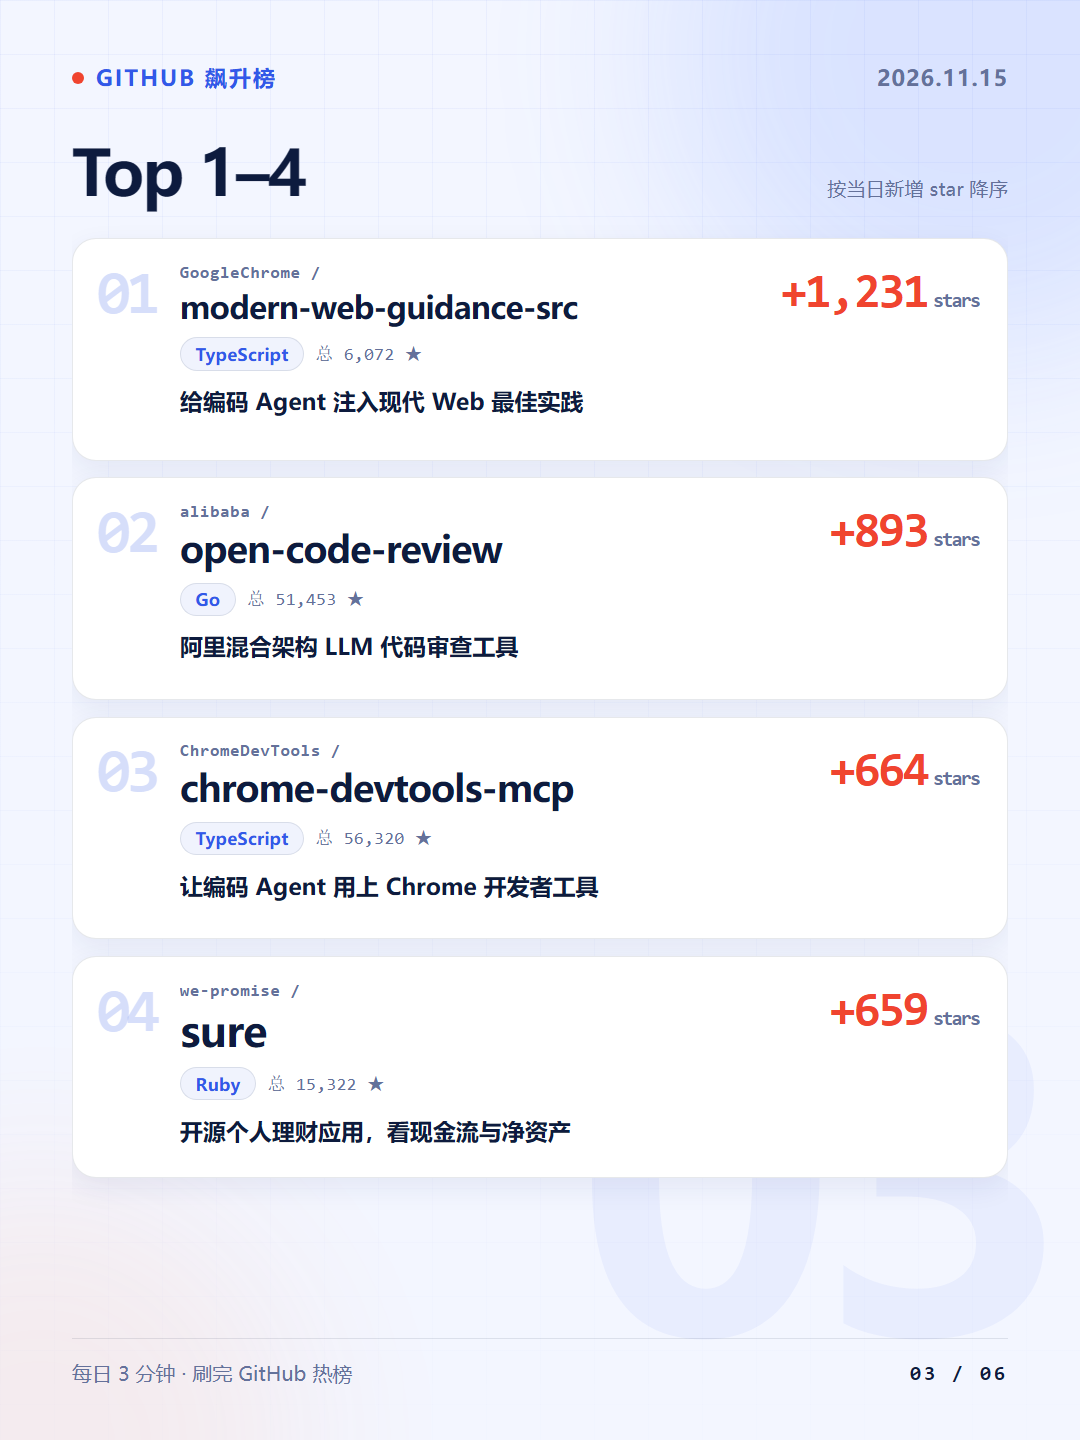 GITHUB 飙升榜
2026.11.15
Top 1–4
按当日新增 star 降序
01
GoogleChrome /
modern-web-guidance-src
+1,231 stars
TypeScript 总 6,072 ★
给编码 Agent 注入现代 Web 最佳实践
02
alibaba /
open-code-review
+893 stars
Go 总 51,453 ★
阿里混合架构 LLM 代码审查工具
03
ChromeDevTools /
chrome-devtools-mcp
+664 stars
TypeScript 总 56,320 ★
让编码 Agent 用上 Chrome 开发者工具
04
we-promise /
sure
+659 stars
Ruby 总 15,322 ★
开源个人理财应用，看现金流与净资产
03
每日 3 分钟 · 刷完 GitHub 热榜
03 / 06